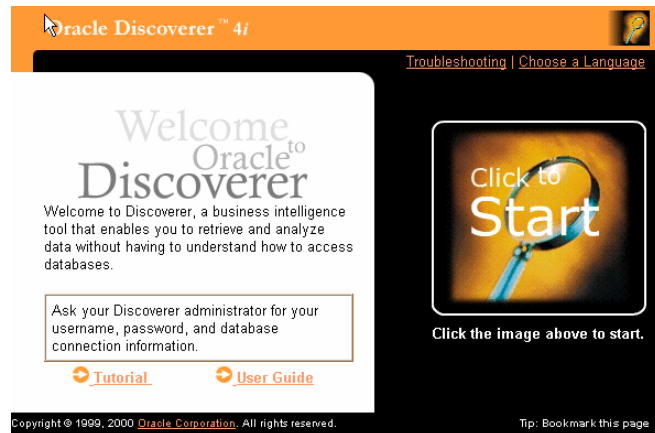 Oracle Discoverer™ 4i
Troubleshooting | Choose a Language
Welcome
to
Oracle
Discoverer
Welcome to Discoverer, a business intelligence
tool that enables you to retrieve and analyze
data without having to understand how to access
databases.
Ask your Discoverer administrator for your
username, password, and database
connection information.
Tutorial
User Guide
Click to
Start
Click the image above to start.
Copyright © 1999, 2000 Oracle Corporation. All rights reserved.
Tip: Bookmark this page